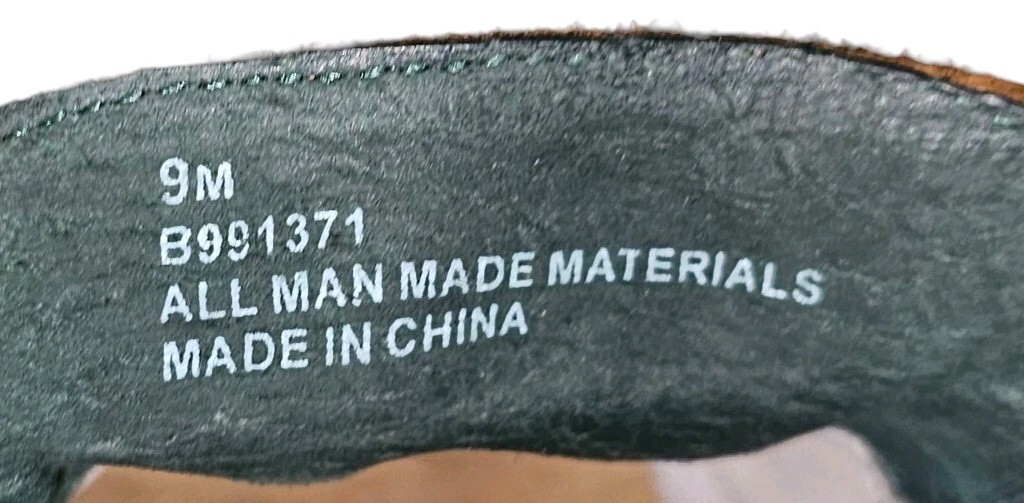 9M
B991371
ALL MAN MADE MATERIALS
MADE IN CHINA